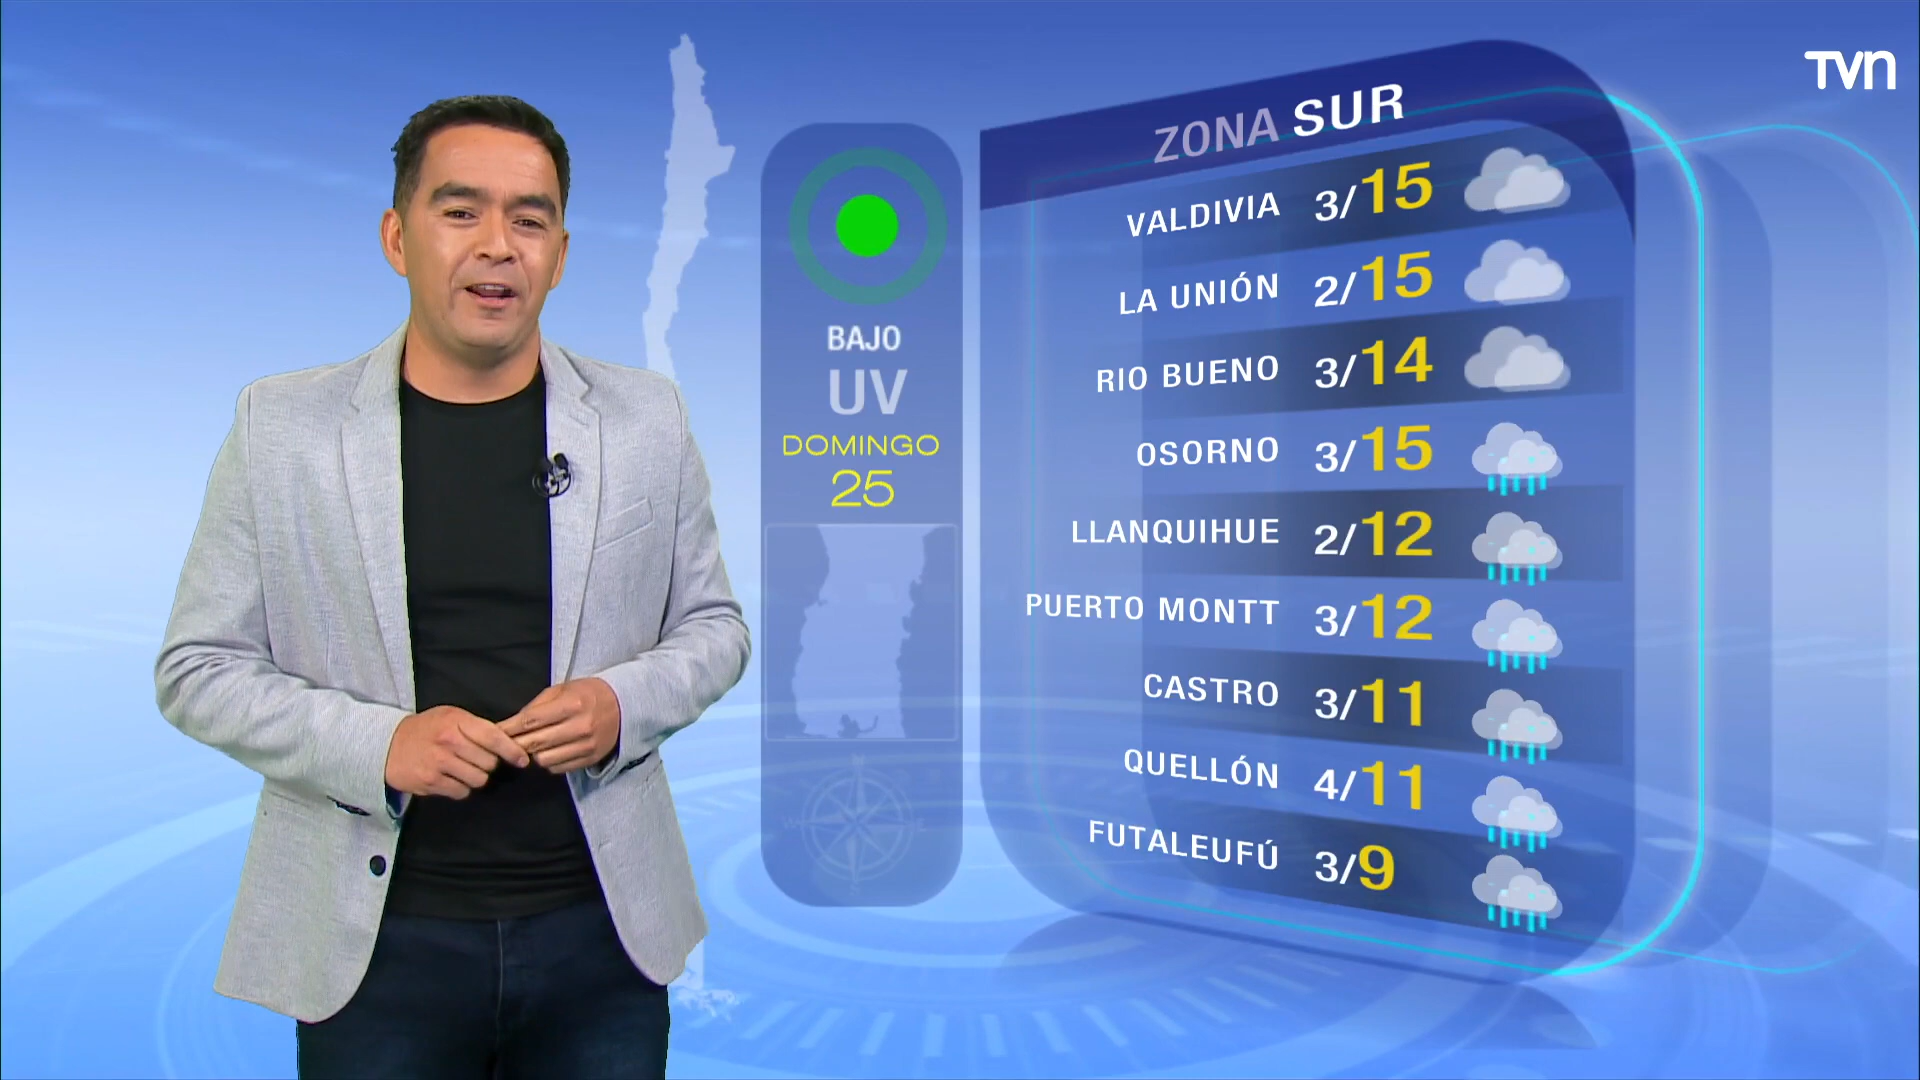 TVN
ZONA SUR
BAJO
UV
DOMINGO
25
VALDIVIA 3/15
LA UNIÓN 2/15
RIO BUENO 3/14
OSORNO 3/15
LLANQUIHUE 2/12
PUERTO MONTT 3/12
CASTRO 3/11
QUELLÓN 4/11
FUTALEUFÚ 3/9
N
W E
S